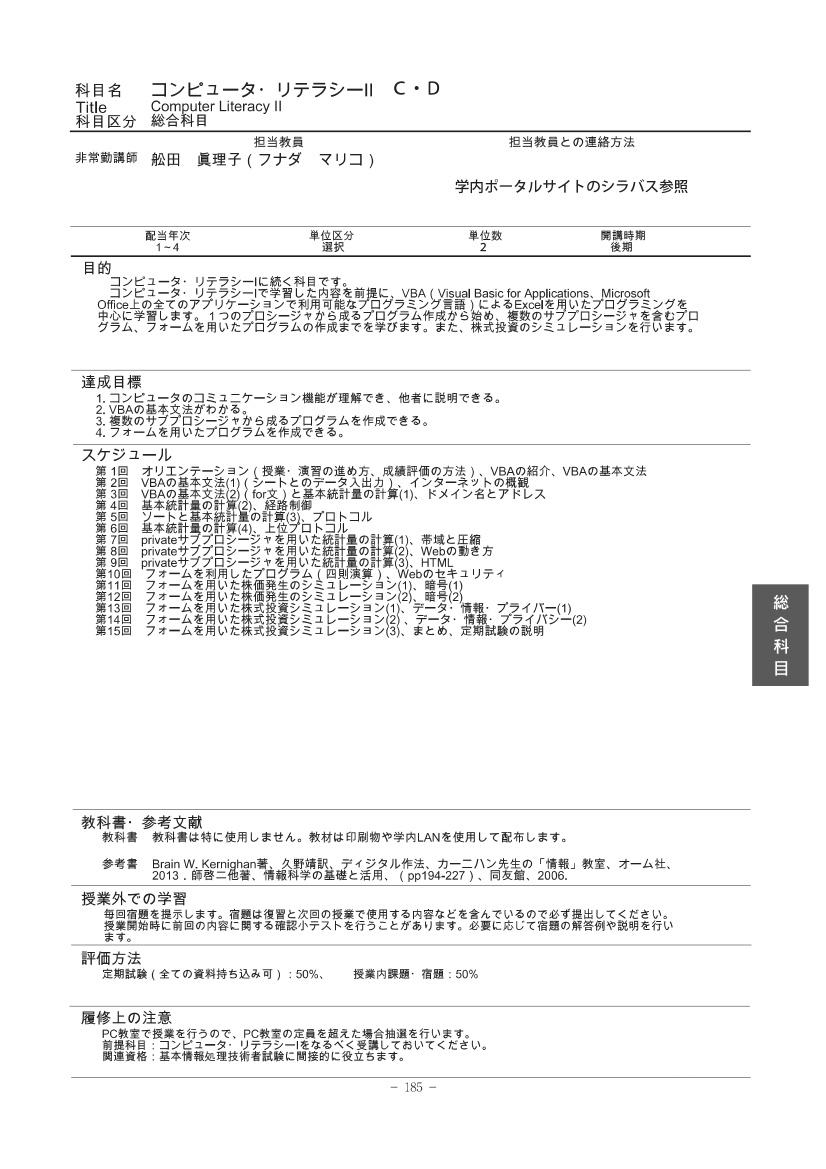 科目名 コンピュータ・リテラシーII C・D
Title Computer Literacy II
科目区分 総合科目
担当教員 担当教員との連絡方法
非常勤講師 舩田 眞理子(フナダ マリコ)
学内ポータルサイトのシラバス参照
配当年次 単位区分 単位数 開講時期
1~4 選択 2 後期
目的
コンピュータ・リテラシーIに続く科目です。
コンピュータ・リテラシーIで学習した内容を前提に、VBA(Visual Basic for Applications、Microsoft
Office上の全てのアプリケーションで利用可能なプログラミング言語)によるExcelを用いたプログラミングを
中心に学習します。1つのプロシージャから成るプログラム作成から始め、複数のサブプロシージャを含むプロ
グラム、フォームを用いたプログラムの作成までを学びます。また、株式投資のシミュレーションを行います。
達成目標
1. コンピュータのコミュニケーション機能が理解でき、他者に説明できる。
2. VBAの基本文法がわかる。
3. 複数のサブプロシージャから成るプログラムを作成できる。
4. フォームを用いたプログラムを作成できる。
スケジュール
第 1回 オリエンテーション(授業・演習の進め方、成績評価の方法)、VBAの紹介、VBAの基本文法
第 2回 VBAの基本文法(1)(シートとのデータ入出力)、インターネットの概観
第 3回 VBAの基本文法(2)(for文)と基本統計量の計算(1)、ドメイン名とアドレス
第 4回 基本統計量の計算(2)、経路制御
第 5回 ソートと基本統計量の計算(3)、プロトコル
第 6回 基本統計量の計算(4)、上位プロトコル
第 7回 privateサブプロシージャを用いた統計量の計算(1)、帯域と圧縮
第 8回 privateサブプロシージャを用いた統計量の計算(2)、Webの動き方
第 9回 privateサブプロシージャを用いた統計量の計算(3)、HTML
第10回 フォームを利用したプログラム(四則演算)、Webのセキュリティ
第11回 フォームを用いた株価発生のシミュレーション(1)、暗号(1)
第12回 フォームを用いた株価発生のシミュレーション(2)、暗号(2)
第13回 フォームを用いた株式投資シミュレーション(1)、データ・情報・プライバー(1)
第14回 フォームを用いた株式投資シミュレーション(2)、データ・情報・プライバシー(2)
第15回 フォームを用いた株式投資シミュレーション(3)、まとめ、定期試験の説明
総合科目
教科書・参考文献
教科書 教科書は特に使用しません。教材は印刷物や学内LANを使用して配布します。
参考書 Brain W. Kernighan著、久野靖訳、ディジタル作法、カーニハン先生の「情報」教室、オーム社、
2013.師啓二他著、情報科学の基礎と活用、(pp194-227)、同友館、2006.
授業外での学習
毎回宿題を提示します。宿題は復習と次回の授業で使用する内容などを含んでいるので必ず提出してください。
授業開始時に前回の内容に関する確認小テストを行うことがあります。必要に応じて宿題の解答例や説明を行い
ます。
評価方法
定期試験(全ての資料持ち込み可):50%、 授業内課題・宿題:50%
履修上の注意
PC教室で授業を行うので、PC教室の定員を超えた場合抽選を行います。
前提科目:コンピュータ・リテラシーIをなるべく受講しておいてください。
関連資格:基本情報処理技術者試験に間接的に役立ちます。
- 185 -